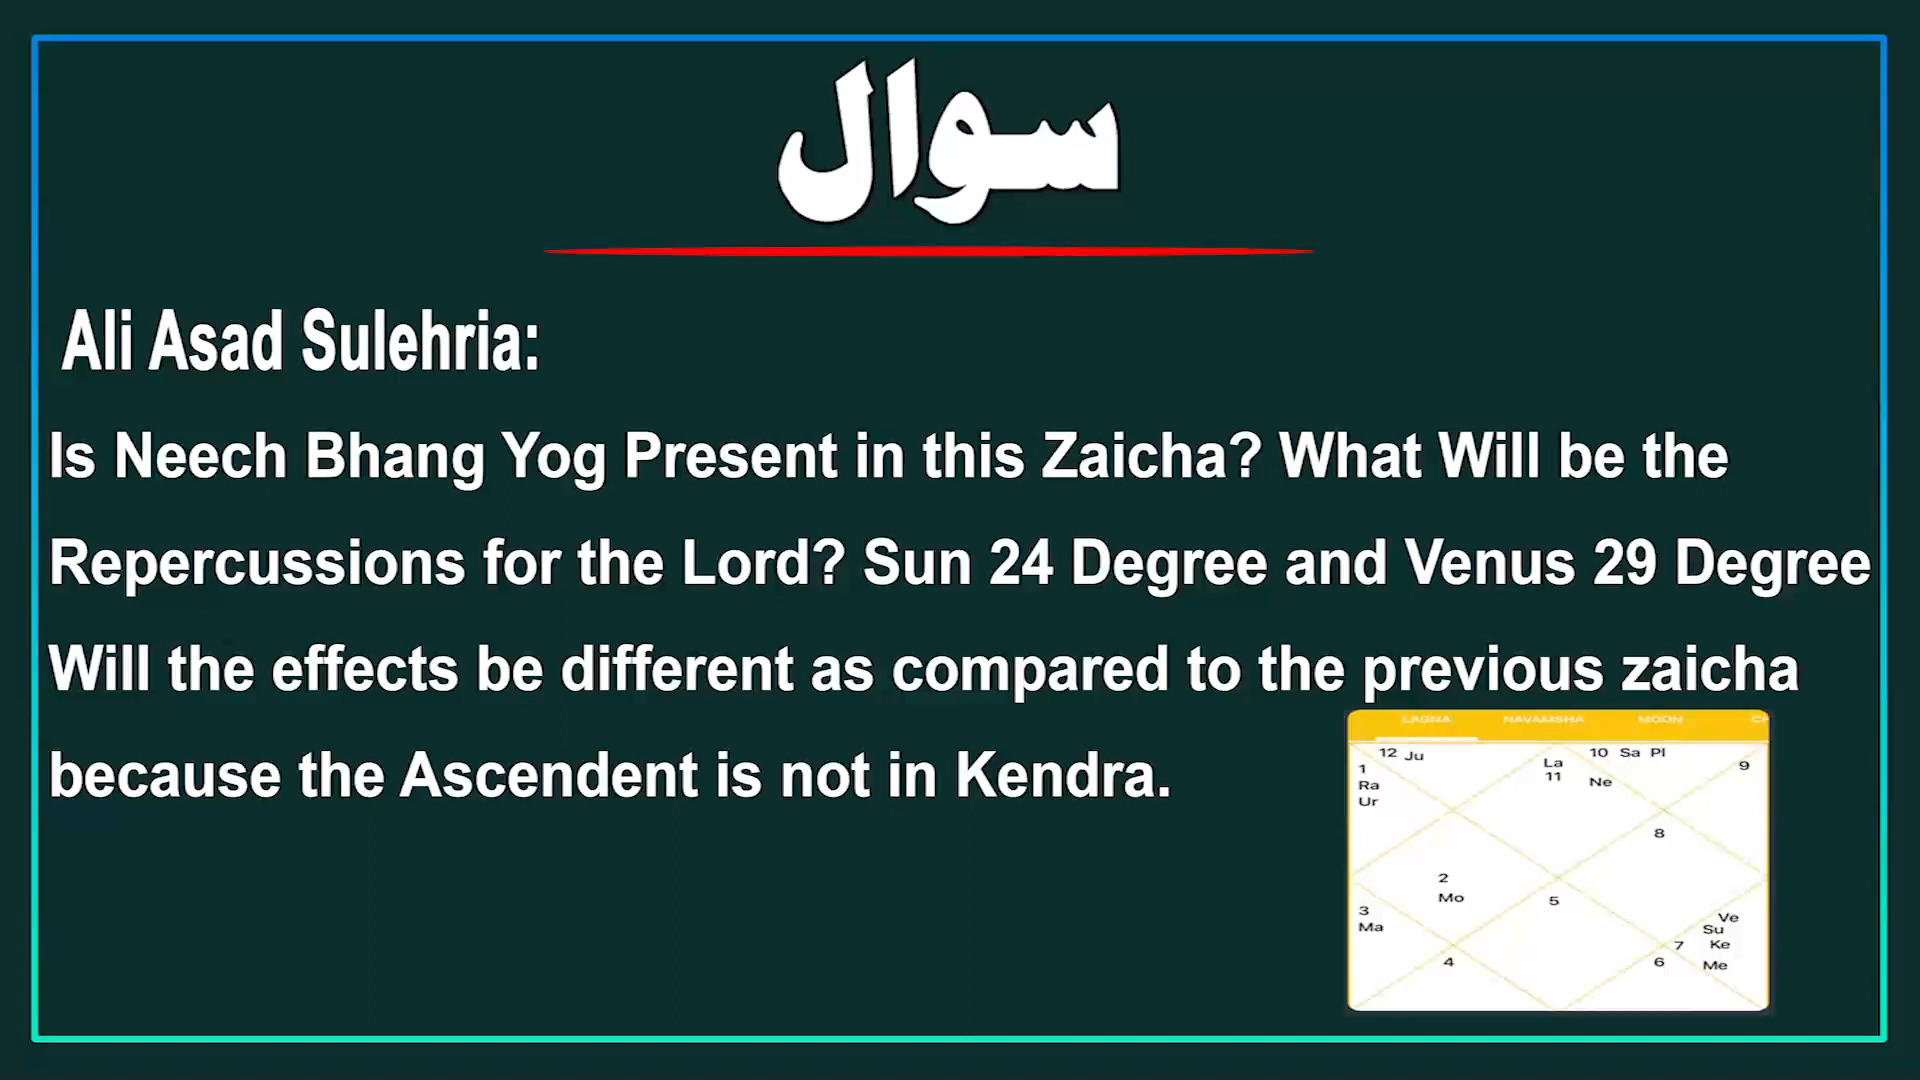 سوال
Ali Asad Sulehria:
Is Neech Bhang Yog Present in this Zaicha? What Will be the
Repercussions for the Lord? Sun 24 Degree and Venus 29 Degree
Will the effects be different as compared to the previous zaicha
because the Ascendent is not in Kendra.
LAGNA NAVAMSHA MOON
12 Ju
10 Sa Pl
1
Ra
Ur
La
11
Ne
9
8
2
Mo
3
Ma
5
Ve
Su
7 Ke
4
6
Me